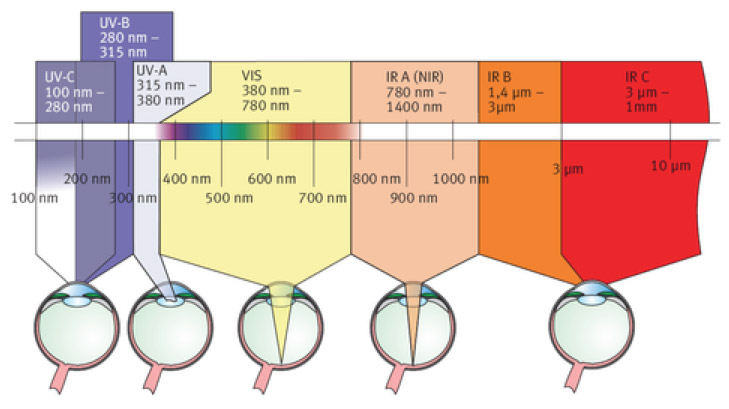 UV-B
280 nm –
315 nm
UV-C
100 nm –
280 nm
UV-A
315 nm –
380 nm
VIS
380 nm –
780 nm
IR A (NIR)
780 nm –
1400 nm
IR B
1,4 µm –
3µm
IR C
3 µm –
1mm
100 nm
200 nm
300 nm
400 nm
500 nm
600 nm
700 nm
800 nm
900 nm
1000 nm
3 µm
10 µm